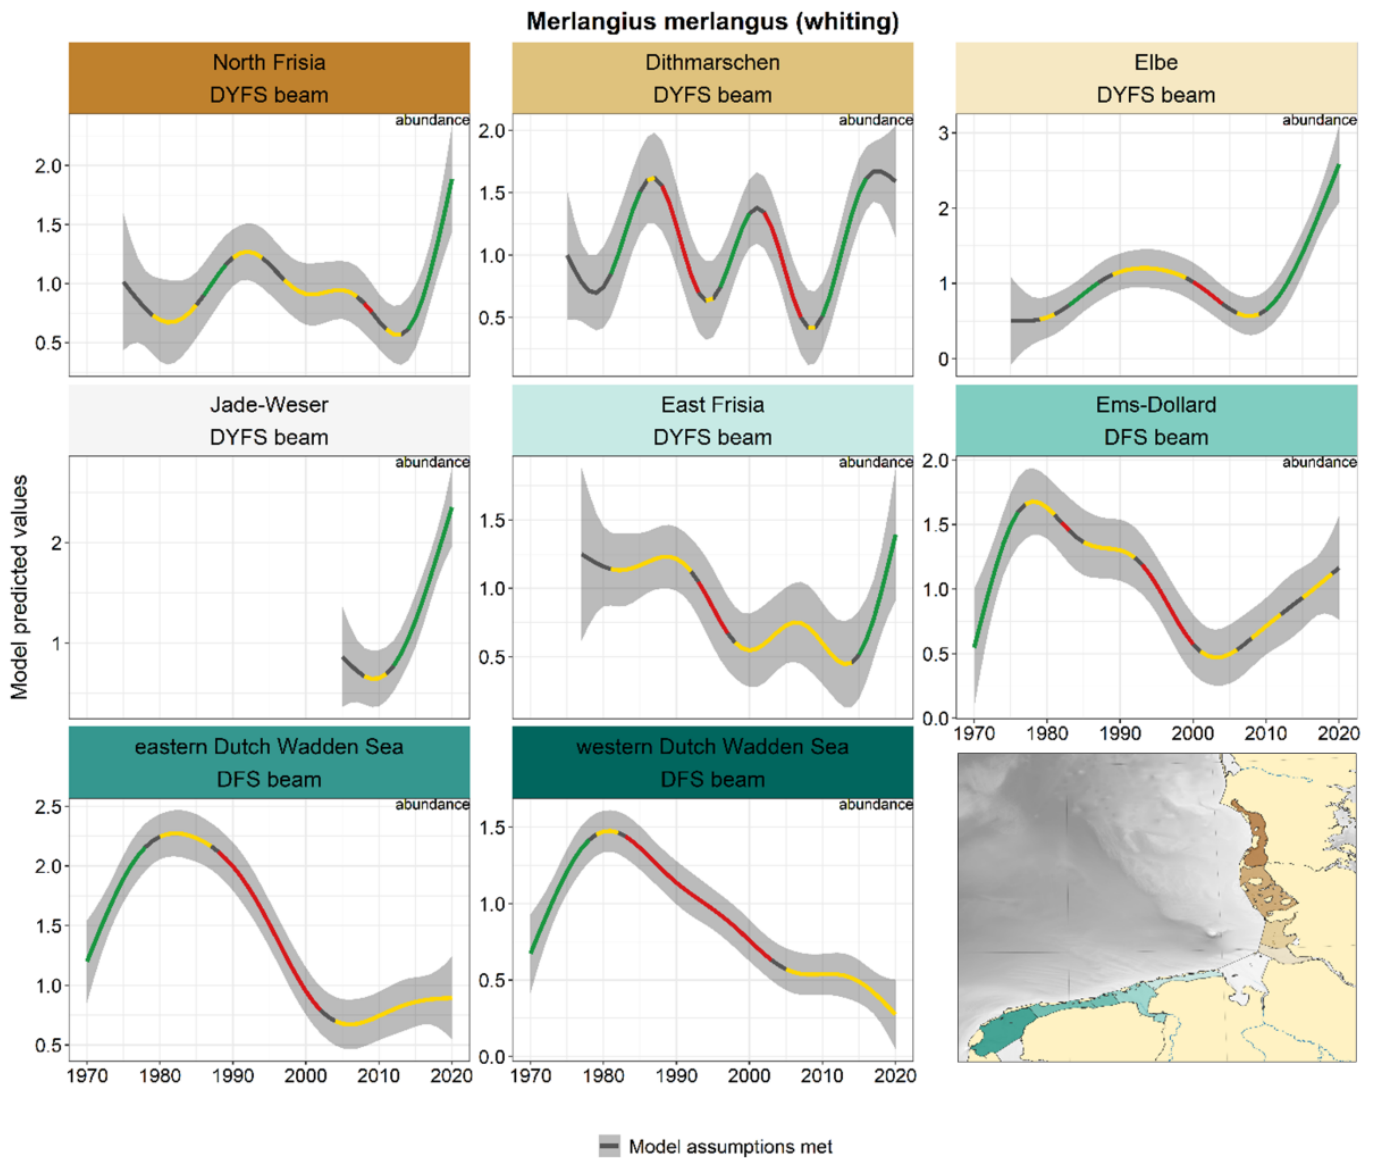 Merlangius merlangus (whiting)
North Frisia
DYFS beam
abundance
2.0
1.5
1.0
0.5
Dithmarschen
DYFS beam
abundance
2.0
1.5
1.0
0.5
Elbe
DYFS beam
abundance
3
2
1
0
Model predicted values
Jade-Weser
DYFS beam
abundance
2
1
East Frisia
DYFS beam
abundance
1.5
1.0
0.5
Ems-Dollard
DFS beam
abundance
2.0
1.5
1.0
0.5
0.0
1970 1980 1990 2000 2010 2020
eastern Dutch Wadden Sea
DFS beam
abundance
2.5
2.0
1.5
1.0
0.5
1970 1980 1990 2000 2010 2020
western Dutch Wadden Sea
DFS beam
abundance
1.5
1.0
0.5
0.0
1970 1980 1990 2000 2010 2020
Model assumptions met